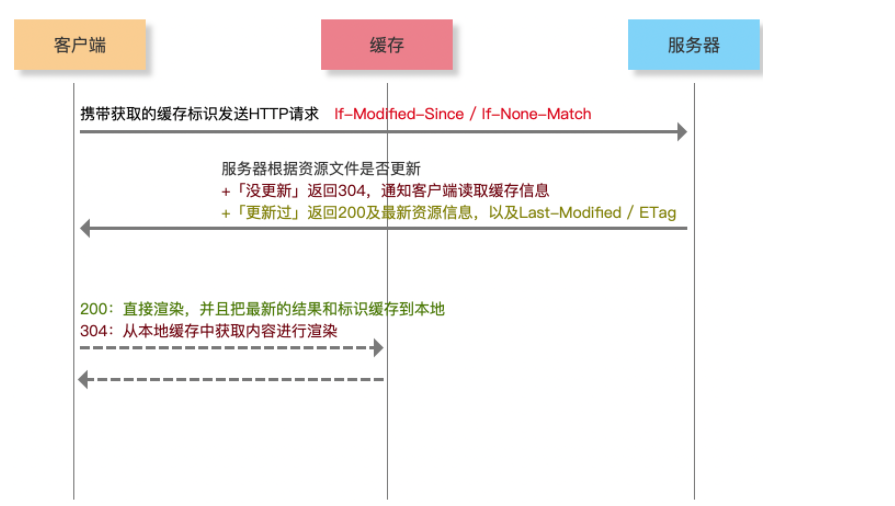 客户端
缓存
服务器
携带获取的缓存标识发送HTTP请求 If-Modified-Since / If-None-Match
服务器根据资源文件是否更新
+「没更新」返回304，通知客户端读取缓存信息
+「更新过」返回200及最新资源信息，以及Last-Modified / ETag
200：直接渲染，并且把最新的结果和标识缓存到本地
304：从本地缓存中获取内容进行渲染